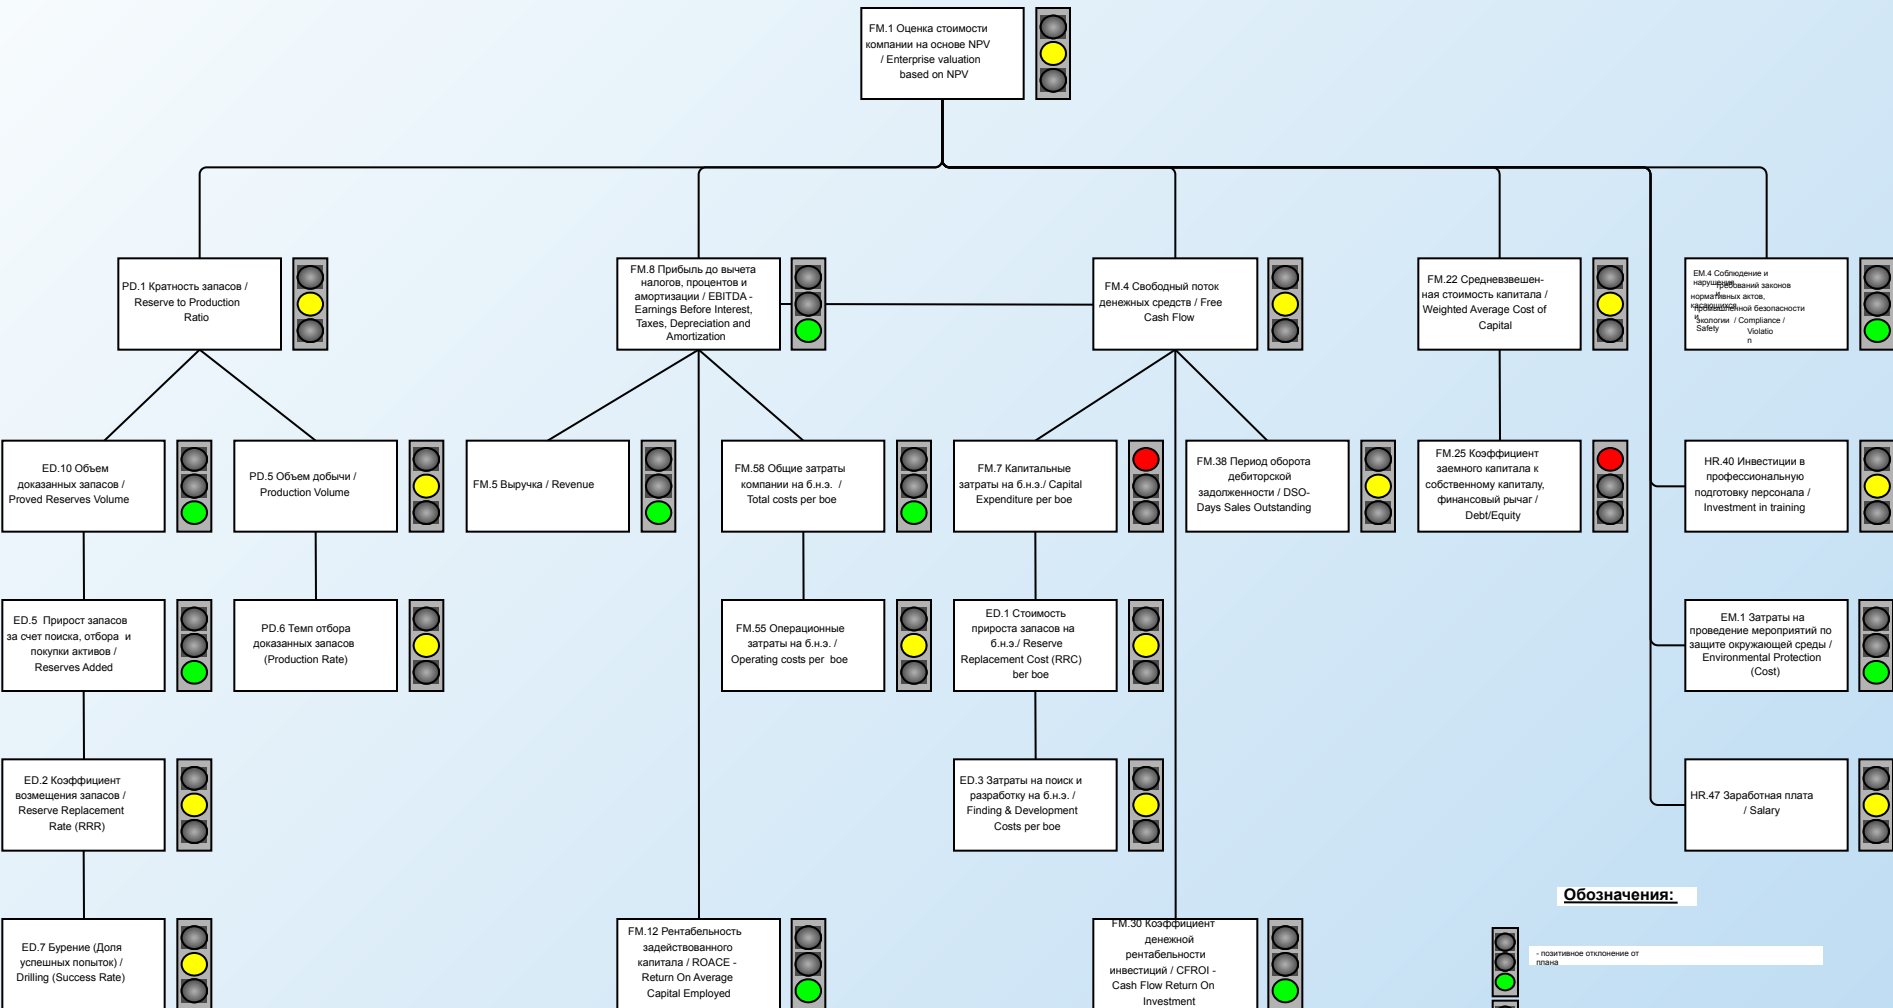 FM.1 Оценка стоимости
компании на основе NPV
/ Enterprise valuation
based on NPV
PD.1 Кратность запасов /
Reserve to Production
Ratio
FM.8 Прибыль до вычета
налогов, процентов и
амортизации / EBITDA -
Earnings Before Interest,
Taxes, Depreciation and
Amortization
FM.4 Свободный поток
денежных средств / Free
Cash Flow
FM.22 Средневзвешен-
ная стоимость капитала /
Weighted Average Cost of
Capital
EM.4 Соблюдение и
нарушения
требований законов
и
нормативных актов,
касающихся
промышленной безопасности
и
экологии / Compliance /
Safety
Violatio
n
ED.10 Объем
доказанных запасов /
Proved Reserves Volume
PD.5 Объем добычи /
Production Volume
FM.5 Выручка / Revenue
FM.58 Общие затраты
компании на б.н.э. /
Total costs per boe
FM.7 Капитальные
затраты на б.н.э./ Capital
Expenditure per boe
FM.38 Период оборота
дебиторской
задолженности / DSO-
Days Sales Outstanding
FM.25 Коэффициент
заемного капитала к
собственному капиталу,
финансовый рычаг /
Debt/Equity
HR.40 Инвестиции в
профессиональную
подготовку персонала /
Investment in training
ED.5 Прирост запасов
за счет поиска, отбора и
покупки активов /
Reserves Added
PD.6 Темп отбора
доказанных запасов
(Production Rate)
FM.55 Операционные
затраты на б.н.э. /
Operating costs per boe
ED.1 Стоимость
прироста запасов на
б.н.э./ Reserve
Replacement Cost (RRC)
ber boe
EM.1 Затраты на
проведение мероприятий по
защите окружающей среды /
Environmental Protection
(Cost)
ED.2 Коэффициент
возмещения запасов /
Reserve Replacement
Rate (RRR)
ED.3 Затраты на поиск и
разработку на б.н.э. /
Finding & Development
Costs per boe
HR.47 Заработная плата
/ Salary
ED.7 Бурение (Доля
успешных попыток) /
Drilling (Success Rate)
FM.12 Рентабельность
задействованного
капитала / ROACE -
Return On Average
Capital Employed
FM.30 Коэффициент
денежной
рентабельности
инвестиций / CFROI -
Cash Flow Return On
Investment
Обозначения:
- позитивное отклонение от
плана